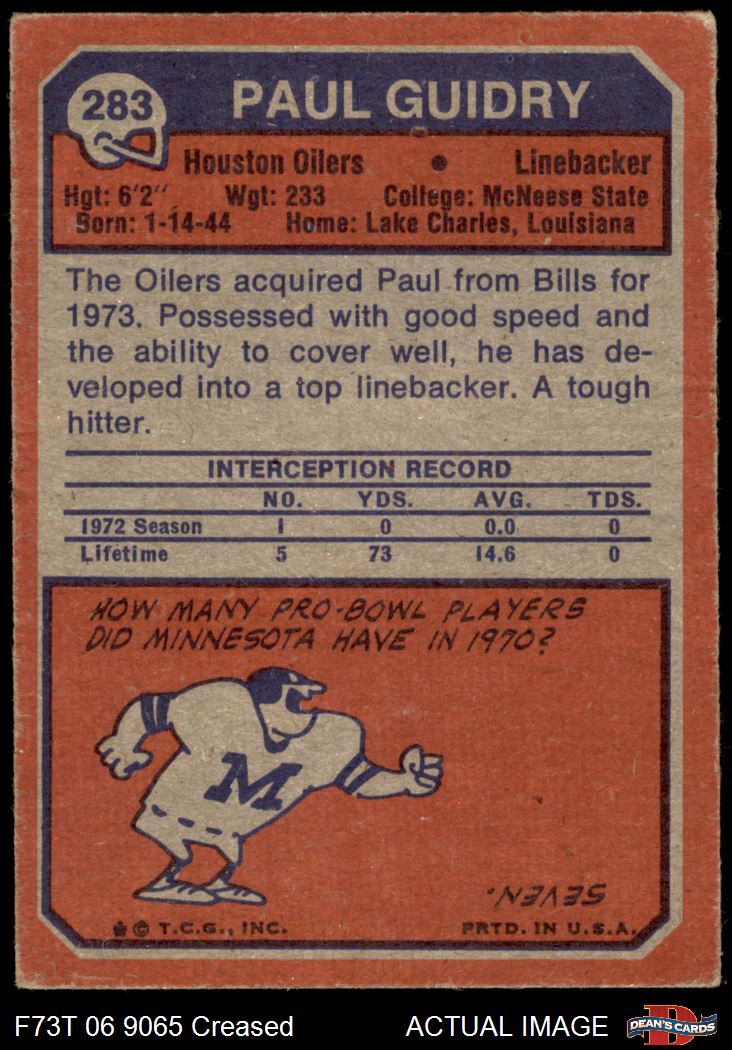 283
PAUL GUIDRY
Houston Oilers • Linebacker
Hgt: 6'2" Wgt: 233 College: McNeese State
Born: 1-14-44 Home: Lake Charles, Louisiana
The Oilers acquired Paul from Bills for
1973. Possessed with good speed and
the ability to cover well, he has de-
veloped into a top linebacker. A tough
hitter.
INTERCEPTION RECORD
NO. YDS. AVG. TDS.
1972 Season 1 0 0.0 0
Lifetime 5 73 14.6 0
HOW MANY PRO-BOWL PLAYERS
DID MINNESOTA HAVE IN 1970?
M
SEVEN.
© T.C.G., INC. PRTD. IN U.S.A.
F73T 06 9065 Creased ACTUAL IMAGE
D
DEAN'S CARDS